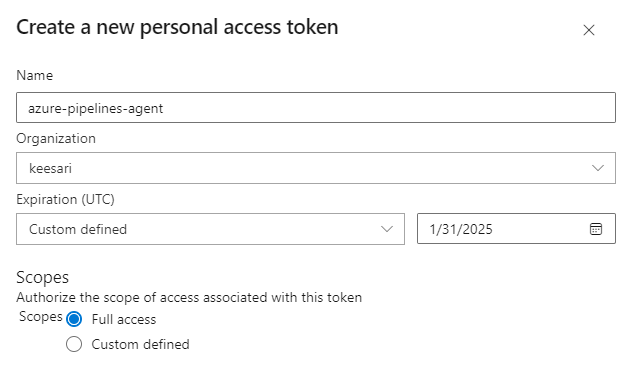 Create a new personal access token
Name
azure-pipelines-agent
Organization
keesari
Expiration (UTC)
Custom defined 1/31/2025
Scopes
Authorize the scope of access associated with this token
Scopes Full access
Custom defined